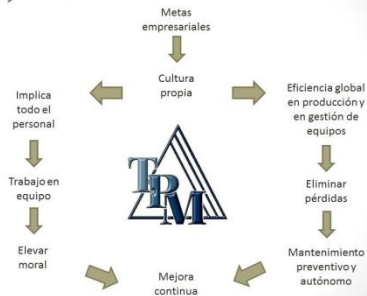 Metas
empresariales
Cultura
propia
Implica
todo el
personal
Eficiencia global
en producción y
en gestión de
equipos
TPM
Trabajo en
equipo
Eliminar
pérdidas
Elevar
moral
Mantenimiento
preventivo y
autónomo
Mejora
continua